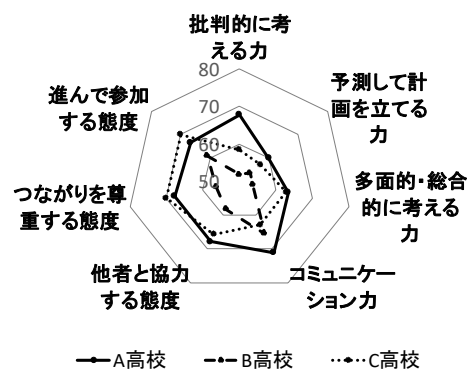 批判的に考
える力
予測して計
画を立てる
力
多面的・総合
的に考える
力
コミュニケー
ション力
他者と協力
する態度
つながりを尊
重する態度
進んで参加
する態度
80
70
60
50
A高校
B高校
C高校